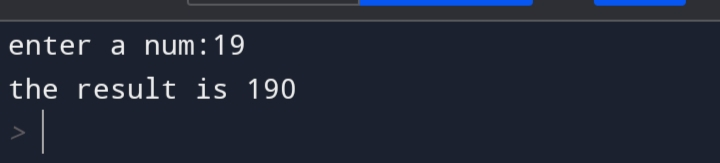 enter a num:19
the result is 190
>